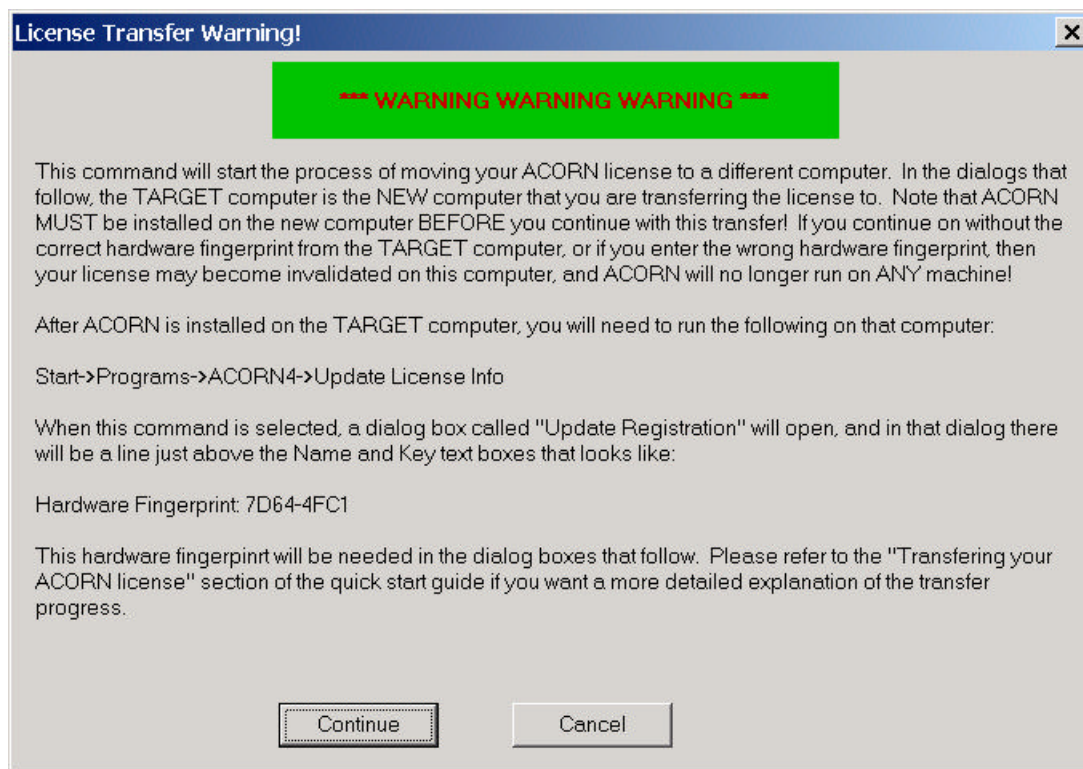 License Transfer Warning!
*** WARNING WARNING WARNING ***
This command will start the process of moving your ACORN license to a different computer. In the dialogs that
follow, the TARGET computer is the NEW computer that you are transferring the license to. Note that ACORN
MUST be installed on the new computer BEFORE you continue with this transfer! If you continue on without the
correct hardware fingerprint from the TARGET computer, or if you enter the wrong hardware fingerprint, then
your license may become invalidated on this computer, and ACORN will no longer run on ANY machine!
After ACORN is installed on the TARGET computer, you will need to run the following on that computer:
Start->Programs->ACORN4->Update License Info
When this command is selected, a dialog box called "Update Registration" will open, and in that dialog there
will be a line just above the Name and Key text boxes that looks like:
Hardware Fingerprint: 7D64-4FC1
This hardware fingerpinrt will be needed in the dialog boxes that follow. Please refer to the "Transfering your
ACORN license" section of the quick start guide if you want a more detailed explanation of the transfer
progress.
Continue
Cancel